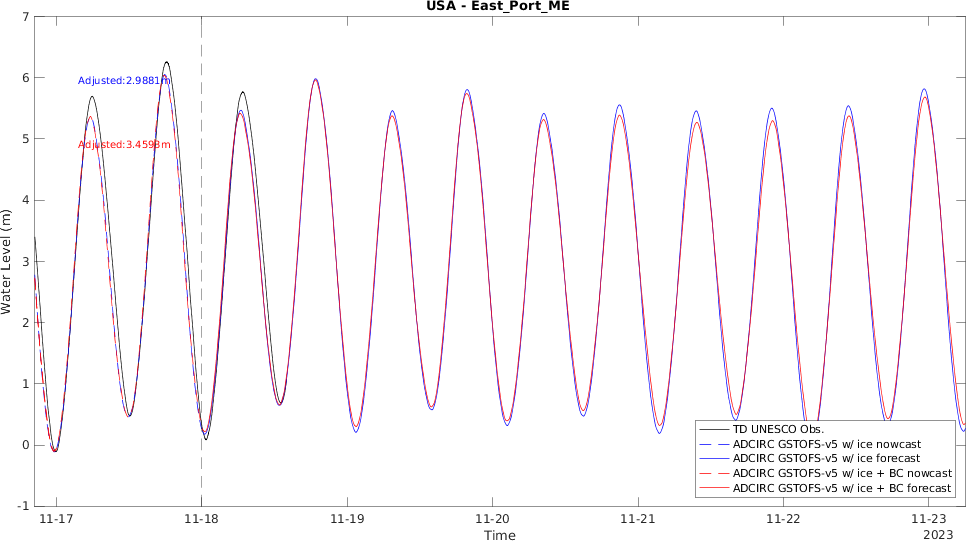 USA - East_Port_ME
7
6
5
4
3
2
1
0
-1
Water Level (m)
Adjusted:2.9881m
Adjusted:3.4593m
TD UNESCO Obs.
ADCIRC GSTOFS-v5 w/ ice nowcast
ADCIRC GSTOFS-v5 w/ ice forecast
ADCIRC GSTOFS-v5 w/ ice + BC nowcast
ADCIRC GSTOFS-v5 w/ ice + BC forecast
11-17 11-18 11-19 11-20 11-21 11-22 11-23
Time 2023